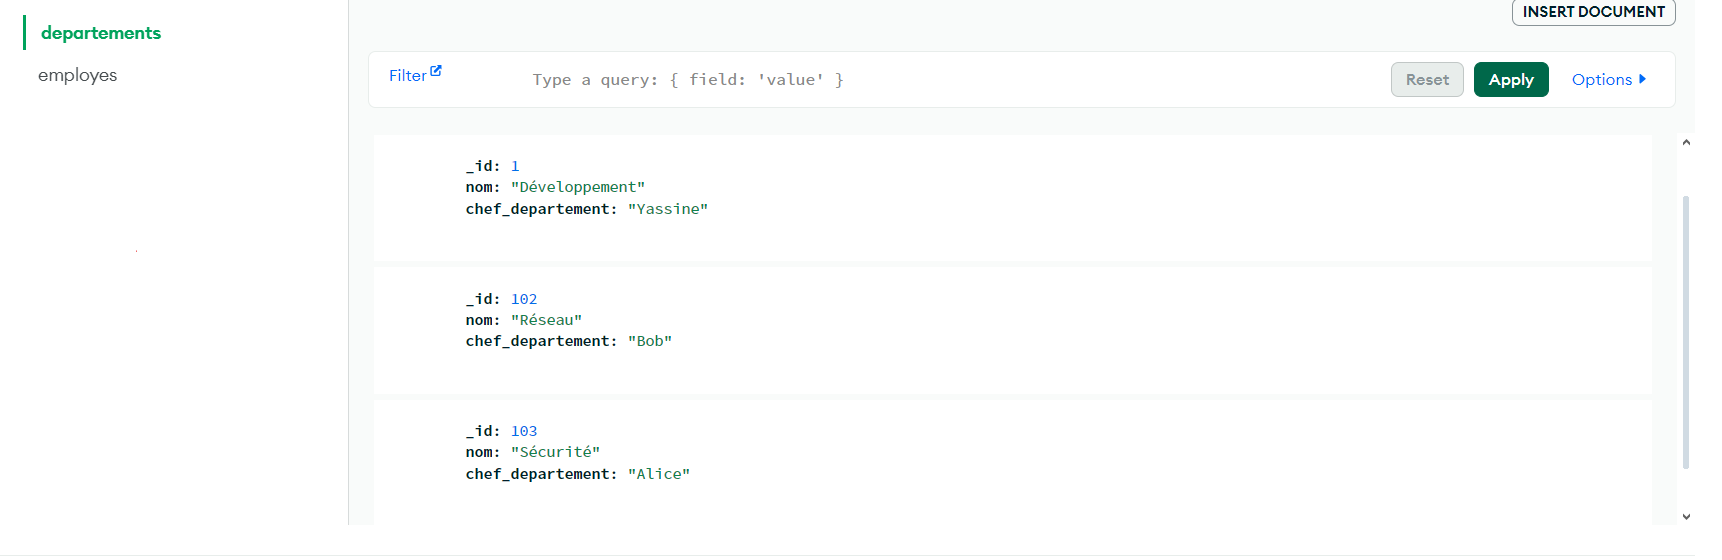 departements
employes
INSERT DOCUMENT
Filter
Type a query: { field: 'value' }
Reset
Apply
Options
_id: 1
nom: "Développement"
chef_departement: "Yassine"
_id: 102
nom: "Réseau"
chef_departement: "Bob"
_id: 103
nom: "Sécurité"
chef_departement: "Alice"